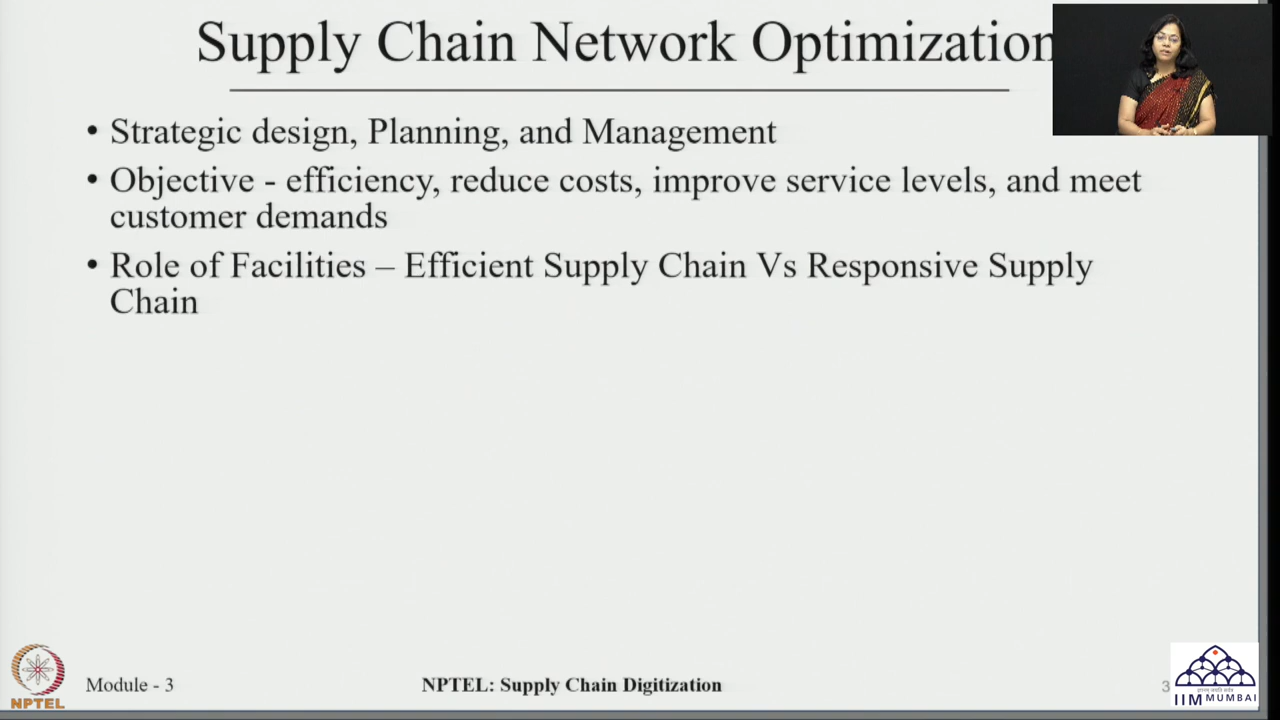 Supply Chain Network Optimization
• Strategic design, Planning, and Management
• Objective - efficiency, reduce costs, improve service levels, and meet
customer demands
• Role of Facilities – Efficient Supply Chain Vs Responsive Supply
Chain
NPTEL
Module - 3
NPTEL: Supply Chain Digitization
3
IIM MUMBAI